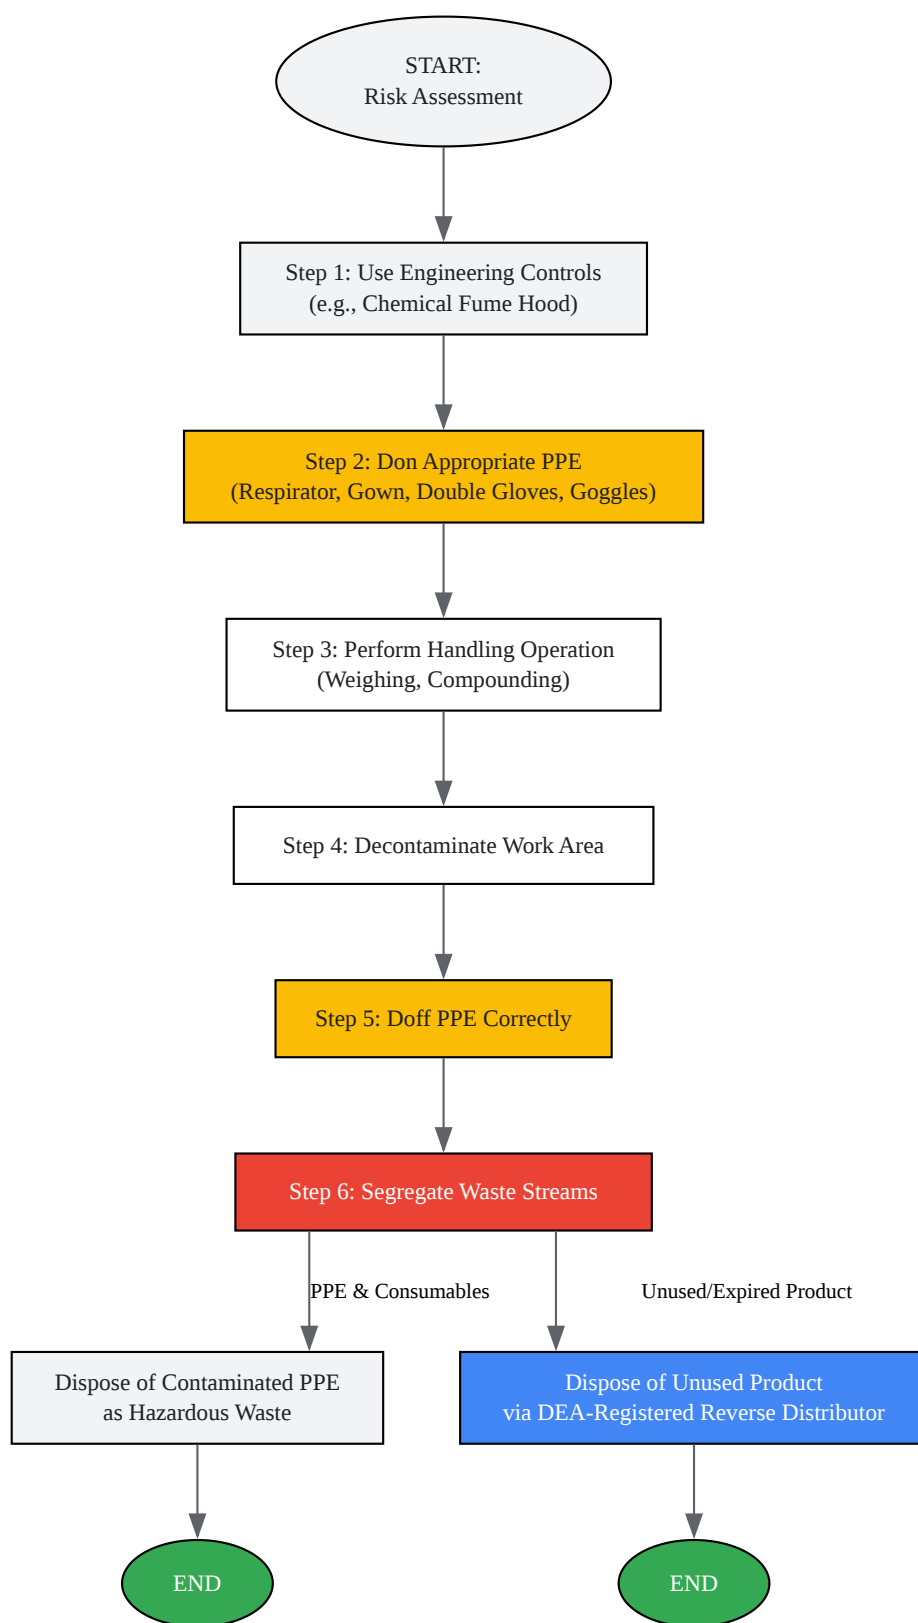 START:
Risk Assessment
Step 1: Use Engineering Controls
(e.g., Chemical Fume Hood)
Step 2: Don Appropriate PPE
(Respirator, Gown, Double Gloves, Goggles)
Step 3: Perform Handling Operation
(Weighing, Compounding)
Step 4: Decontaminate Work Area
Step 5: Doff PPE Correctly
Step 6: Segregate Waste Streams
PPE & Consumables
Unused/Expired Product
Dispose of Contaminated PPE
as Hazardous Waste
Dispose of Unused Product
via DEA-Registered Reverse Distributor
END
END